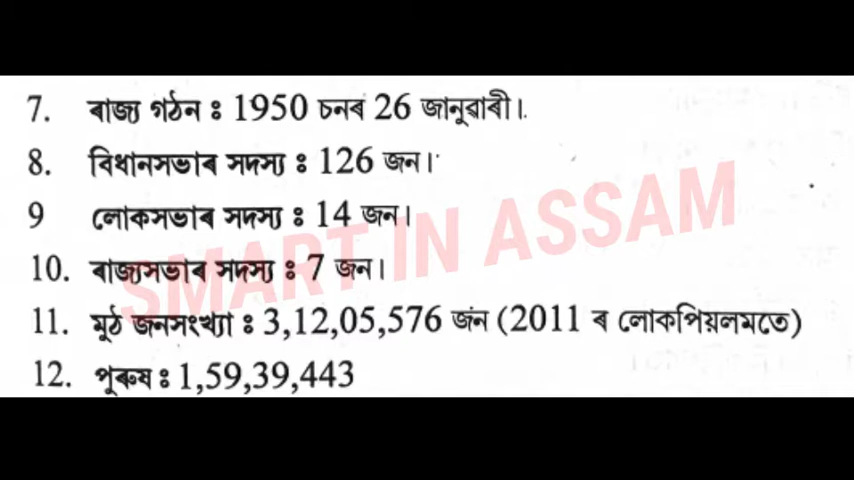 7. ৰাজ্য গঠন ঃ 1950 চনৰ 26 জানুৱাৰী।
8. বিধানসভাৰ সদস্য ঃ 126 জন।
9 লোকসভাৰ সদস্য ঃ 14 জন।
10. ৰাজ্যসভাৰ সদস্য ঃ 7 জন।
11. মুঠ জনসংখ্যা ঃ 3,12,05,576 জন (2011 ৰ লোকপিয়লমতে)
12. পুৰুষ ঃ 1,59,39,443
SMART IN ASSAM